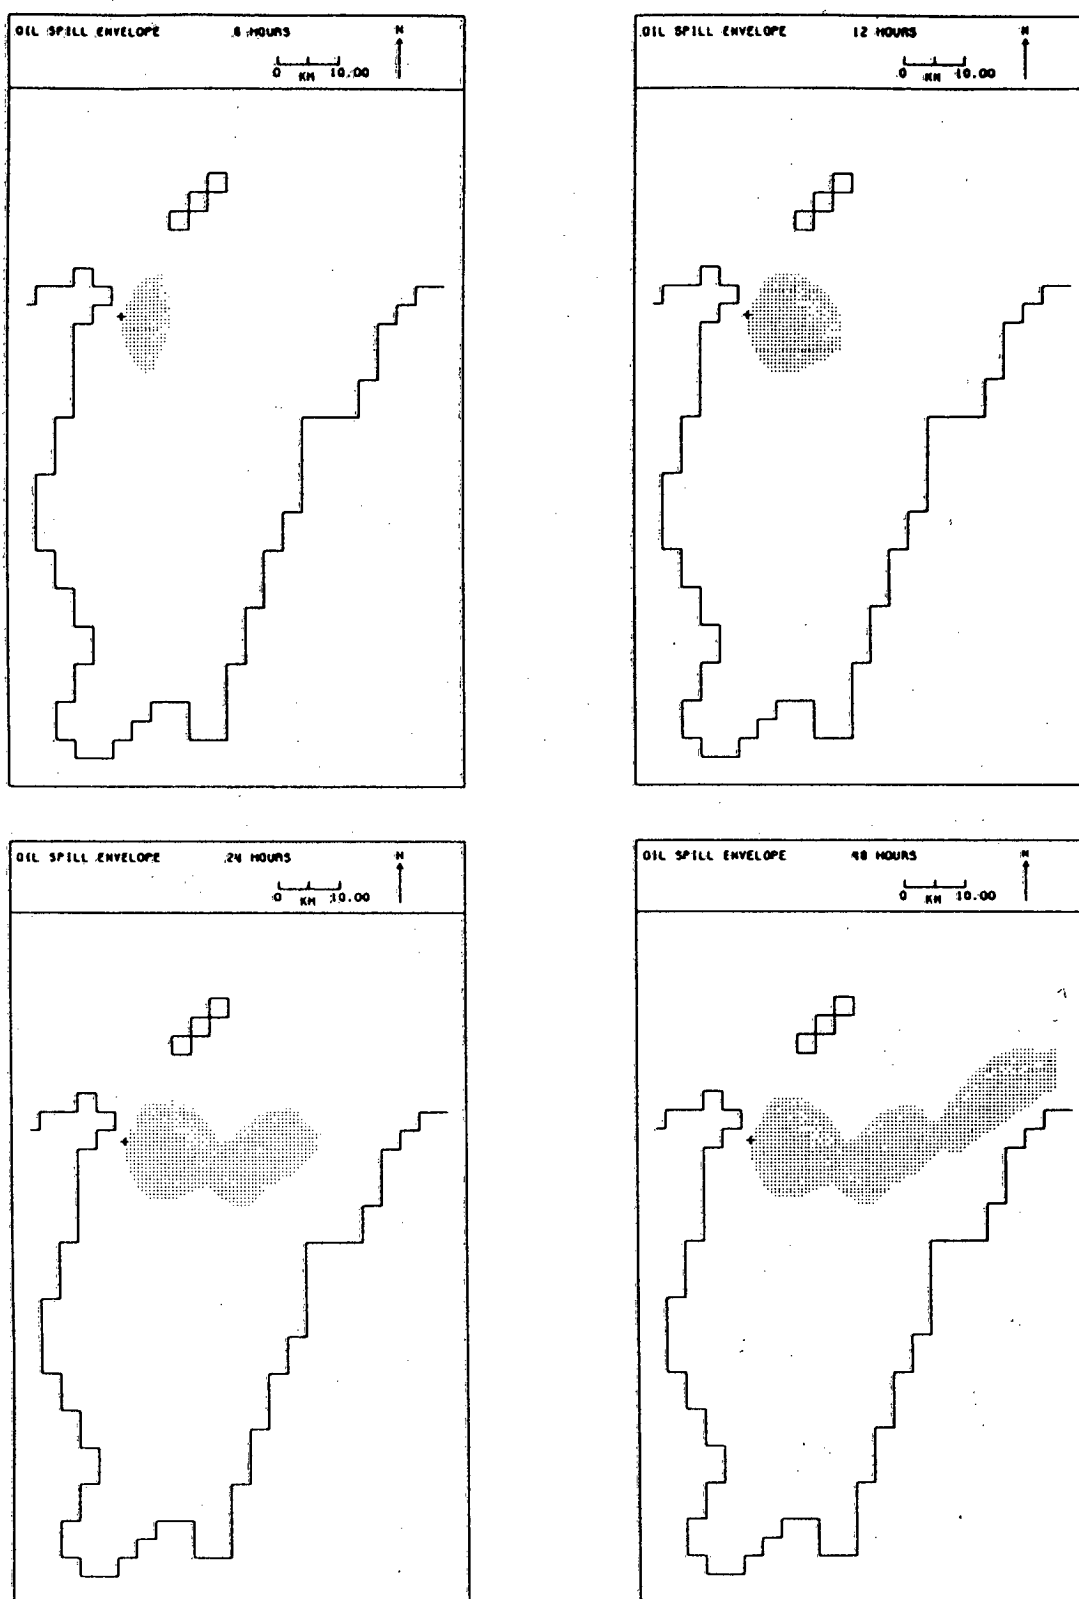 OIL SPILL ENVELOPE 6 HOURS N
0 KM 10.00
OIL SPILL ENVELOPE 12 HOURS N
0 KM 10.00
OIL SPILL ENVELOPE 24 HOURS N
0 KM 10.00
OIL SPILL ENVELOPE 48 HOURS N
0 KM 10.00